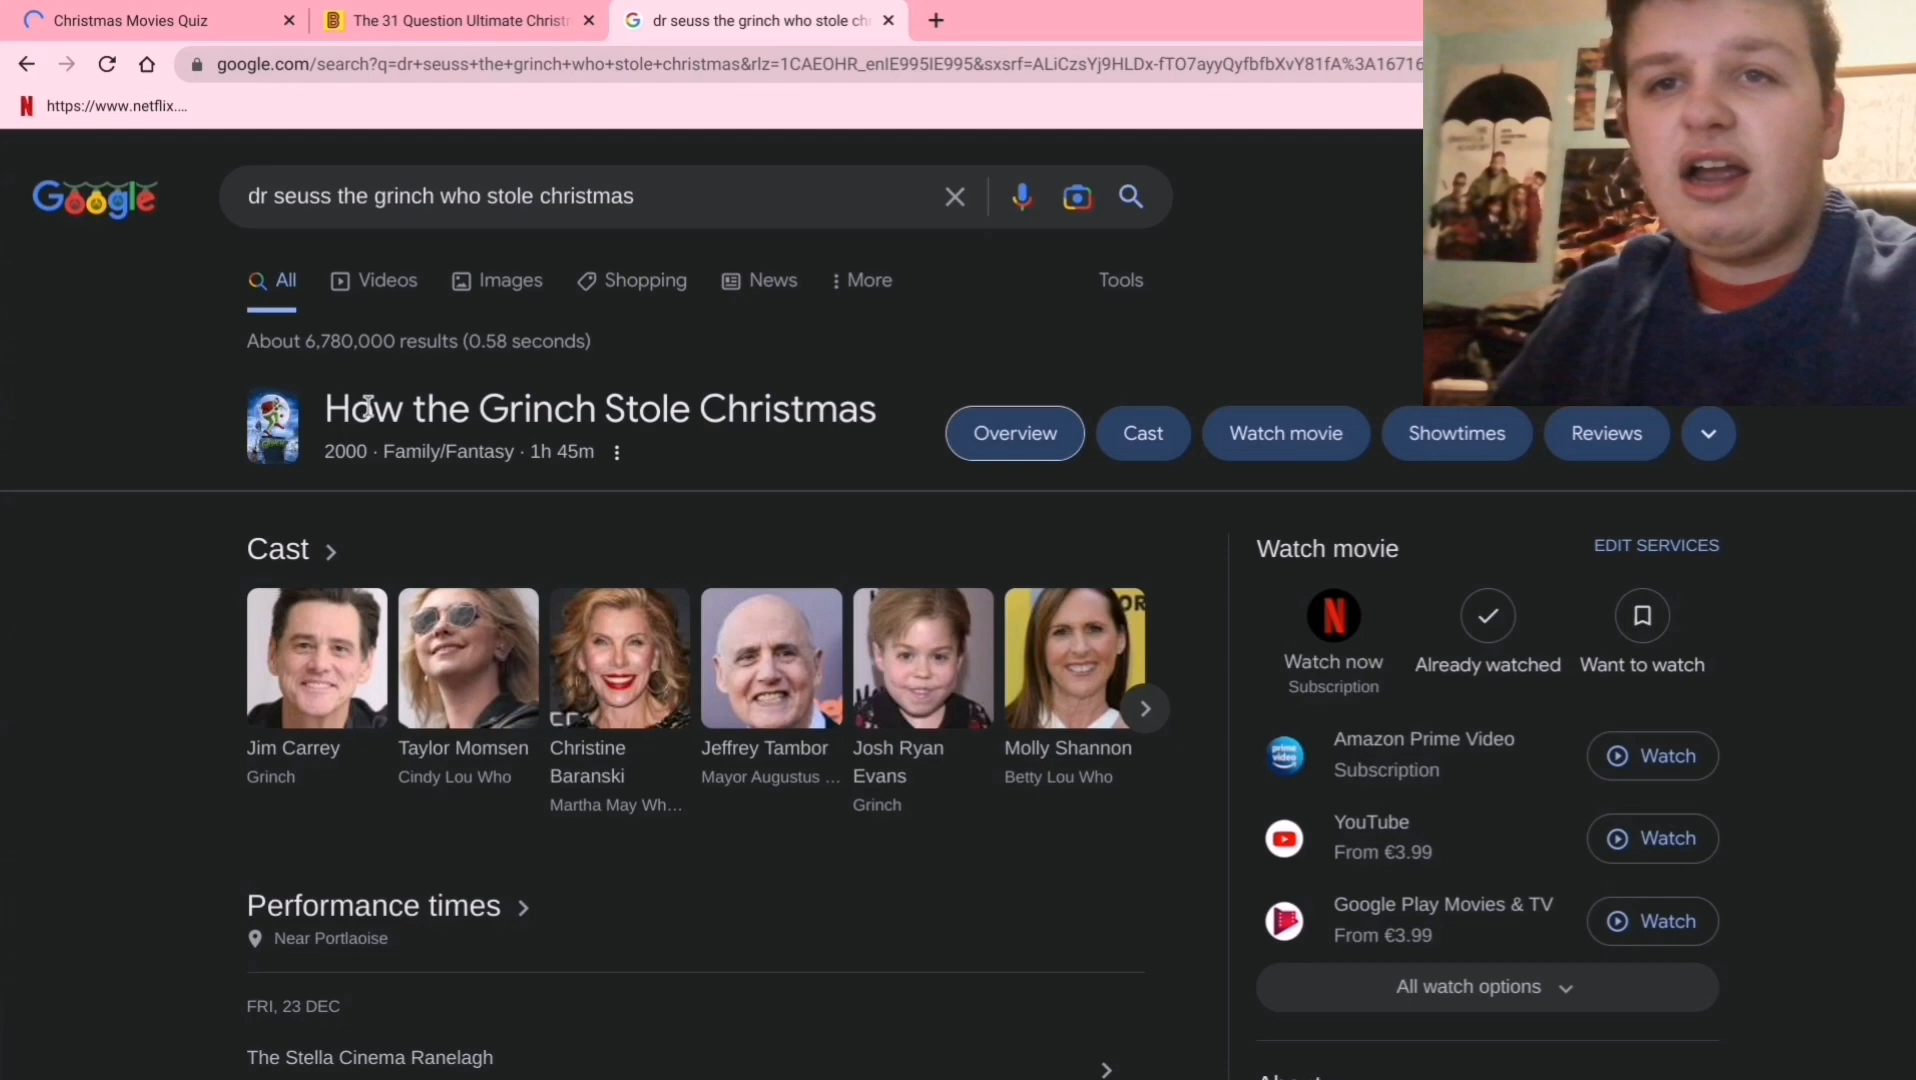 Christmas Movies Quiz
The 31 Question Ultimate Christm
dr seuss the grinch who stole chr
google.com/search?q=dr+seuss+the+grinch+who+stole+christmas&rlz=1CAEOHR_enIE995IE995&sxsrf=ALiCzsYj9HLDx-fTO7ayyQyfbfbXvY81fA%3A16716
https://www.netflix....
Google
dr seuss the grinch who stole christmas
All Videos Images Shopping News More Tools
About 6,780,000 results (0.58 seconds)
How the Grinch Stole Christmas
2000 · Family/Fantasy · 1h 45m
Overview Cast Watch movie Showtimes Reviews
Cast
Jim Carrey
Grinch
Taylor Momsen
Cindy Lou Who
Christine
Baranski
Martha May Wh...
Jeffrey Tambor
Mayor Augustus ...
Josh Ryan
Evans
Grinch
Molly Shannon
Betty Lou Who
Performance times
Near Portlaoise
FRI, 23 DEC
The Stella Cinema Ranelagh
Watch movie
EDIT SERVICES
Watch now
Subscription
Already watched
Want to watch
prime video
Amazon Prime Video
Subscription
Watch
YouTube
From €3.99
Watch
Google Play Movies & TV
From €3.99
Watch
All watch options